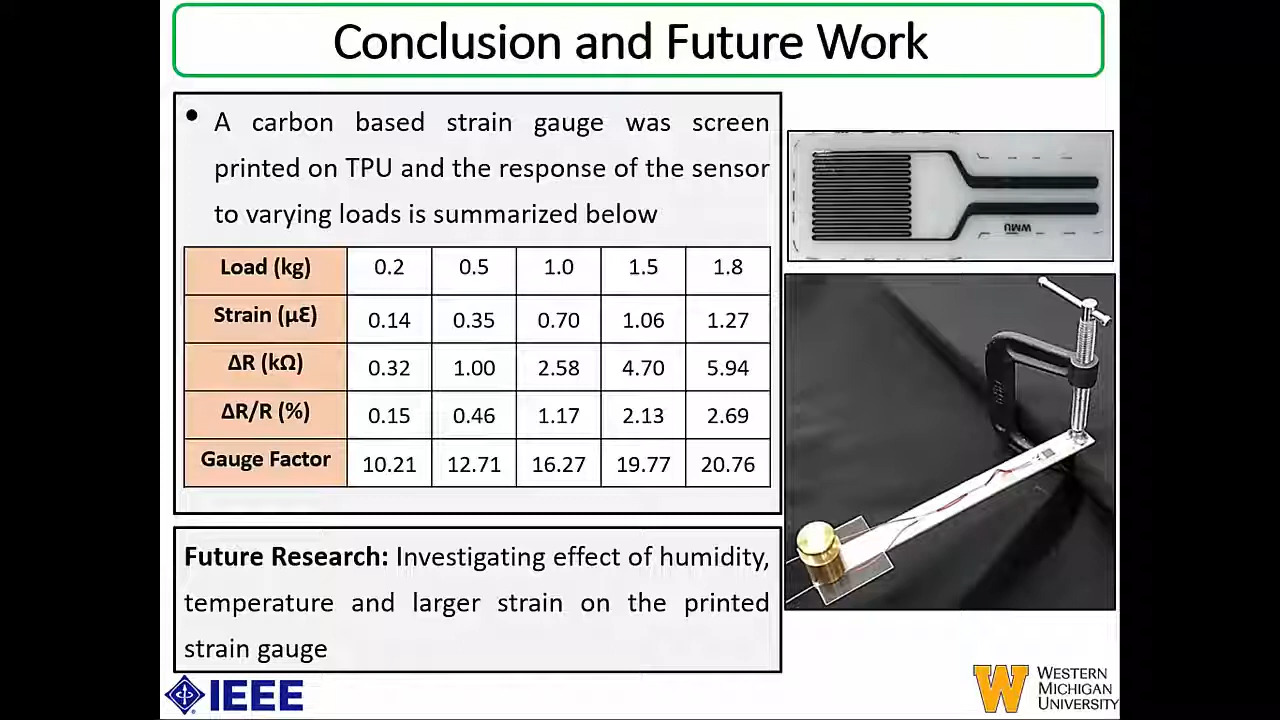 Conclusion and Future Work
• A carbon based strain gauge was screen
printed on TPU and the response of the sensor
to varying loads is summarized below
Load (kg) 0.2 0.5 1.0 1.5 1.8
Strain (µƐ) 0.14 0.35 0.70 1.06 1.27
ΔR (kΩ) 0.32 1.00 2.58 4.70 5.94
ΔR/R (%) 0.15 0.46 1.17 2.13 2.69
Gauge Factor 10.21 12.71 16.27 19.77 20.76
WMU
Future Research: Investigating effect of humidity,
temperature and larger strain on the printed
strain gauge
IEEE
W WESTERN
MICHIGAN
UNIVERSITY